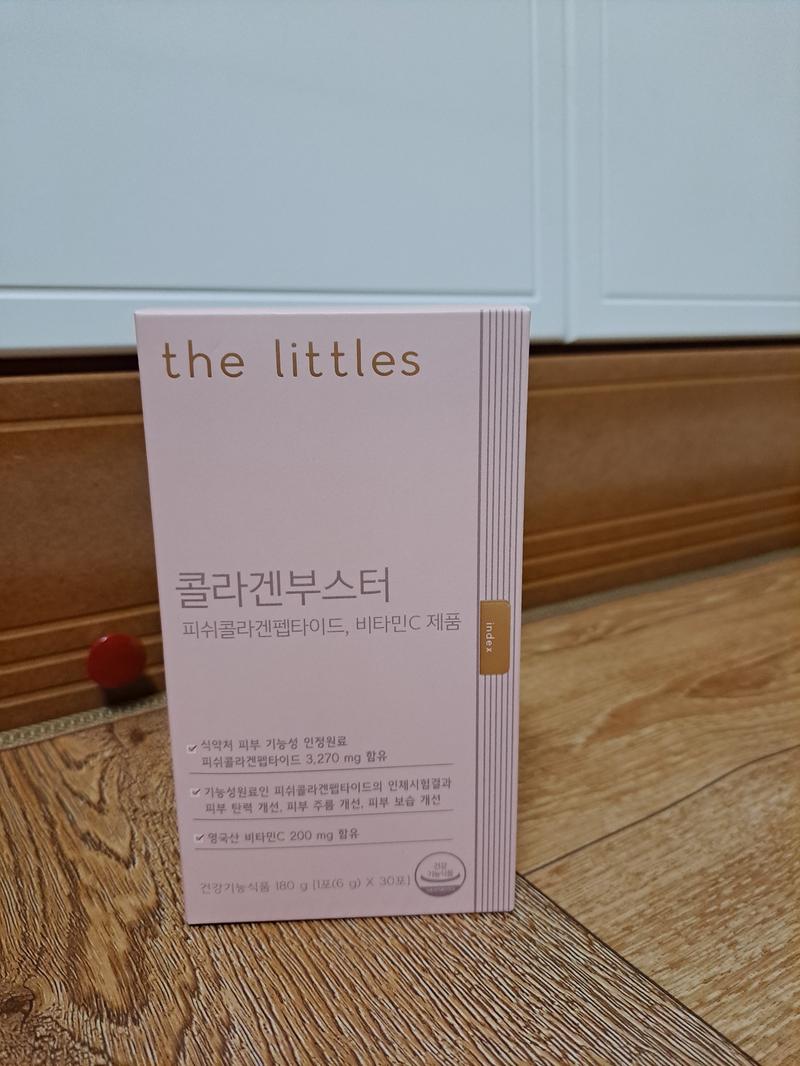 the littles
콜라겐부스터
피쉬콜라겐펩타이드, 비타민C 제품
index
식약처 피부 기능성 인정원료
피쉬콜라겐펩타이드 3,270 mg 함유
기능성원료인 피쉬콜라겐펩타이드의 인체시험결과
피부 탄력 개선, 피부 주름 개선, 피부 보습 개선
영국산 비타민C 200 mg 함유
건강기능식품 180 g [1포(6 g) X 30포]
건강
기능식품